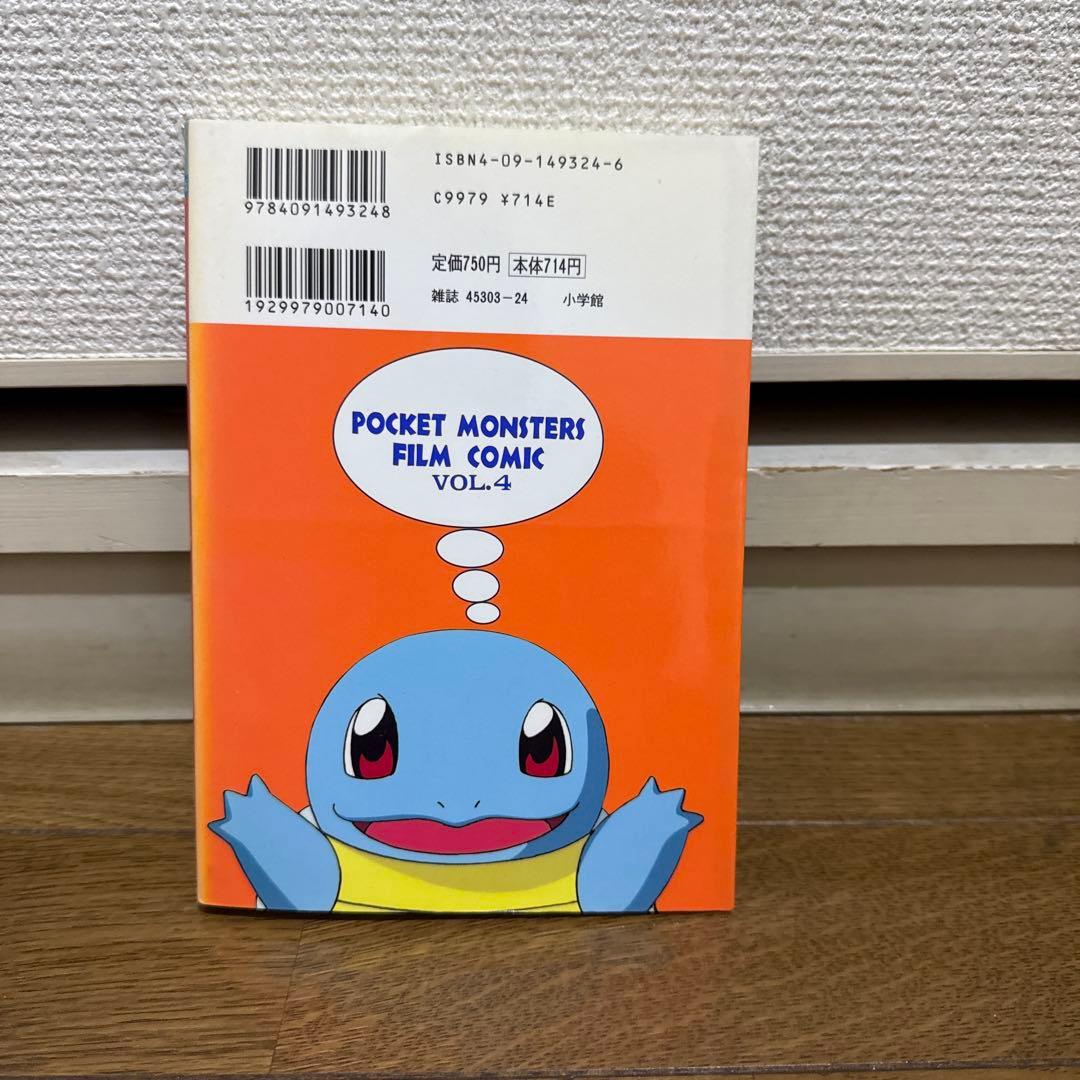 ISBN4-09-149324-6
9784091493248
C9979 ¥714E
定価750円 本体714円
1929979007140
雑誌 45303-24 小学館
POCKET MONSTERS
FILM COMIC
VOL.4